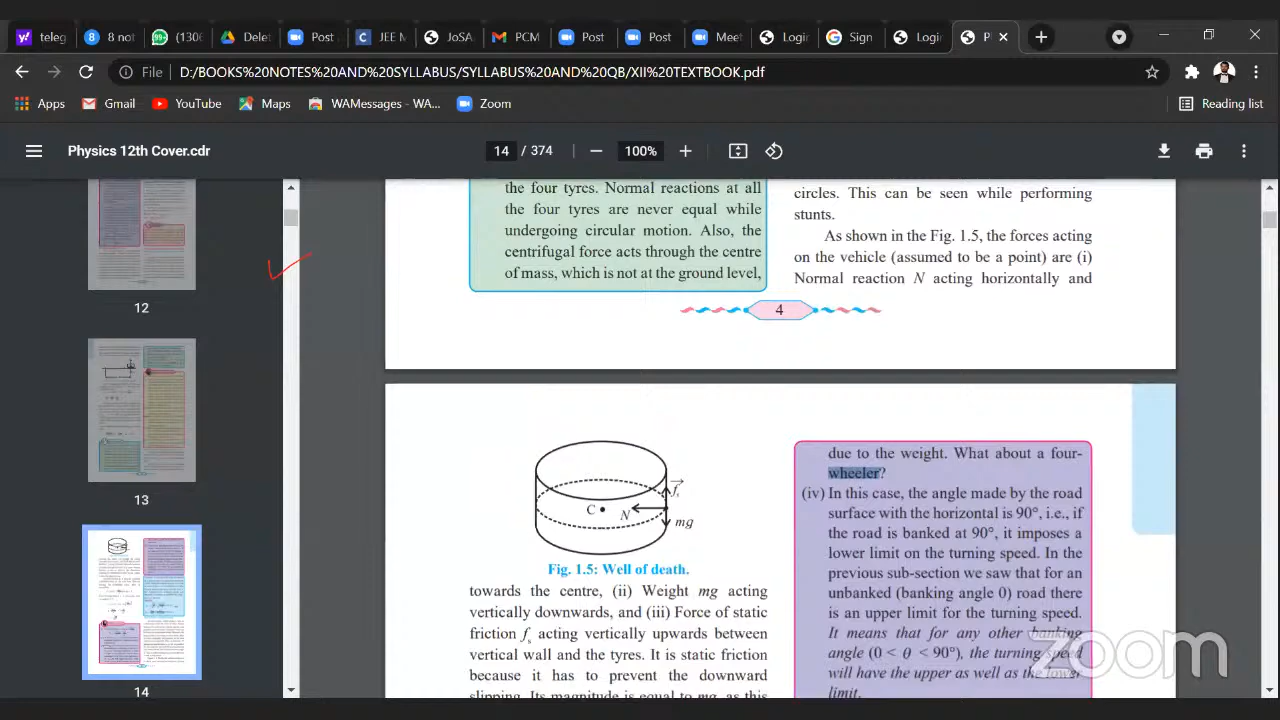 teleg
8 not
(1306
Delet
Post
JEE M
JoSA
PCM
Post
Post
Meet
Login
Sign
Login
File
D:/BOOKS%20NOTES%20AND%20SYLLABUS/SYLLABUS%20AND%20QB/XII%20TEXTBOOK.pdf
Apps
Gmail
YouTube
Maps
WAMessages - WA...
Zoom
Reading list
Physics 12th Cover.cdr
14 / 374
100%
12
13
14
the four tyres. Normal reactions at all
the four tyres are never equal while
undergoing circular motion. Also, the
centrifugal force acts through the centre
of mass, which is not at the ground level,
circles. This can be seen while performing
stunts.
As shown in the Fig. 1.5, the forces acting
on the vehicle (assumed to be a point) are (i)
Normal reaction N acting horizontally and
4
C
N
mg
Fig. 1.5: Well of death.
towards the centre, (ii) Weight mg acting
vertically downwards, and (iii) Force of static
friction fs acting vertically upwards between
vertical wall and the tyres. It is static friction
because it has to prevent the downward
slipping. Its magnitude is equal to mg, as this
due to the weight. What about a four-
wheeler?
(iv) In this case, the angle made by the road
surface with the horizontal is 90°, i.e., if
the road is banked at 90°, it imposes a
lower limit on the turning speed. In the
previous sub-section we saw that for an
unbanked (banking angle 0) road there
is an upper limit for the turning speed.
It means that for any other banking
angle (0 < θ < 90°), the turning speed
will have the upper as well as the lower
limit.
zoom